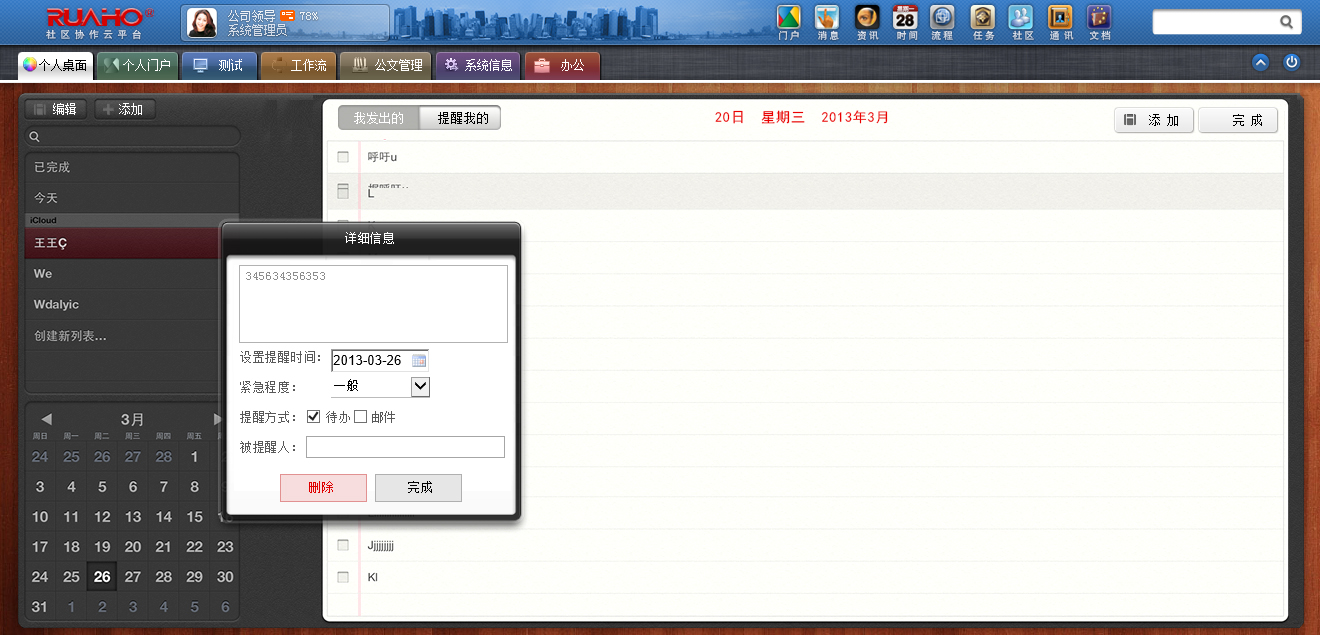 RUAHO®
社区协作云平台
公司领导 78%
系统管理员
门户 消息 资讯 星期一 28 时间 流程 任务 社区 通讯 文档
个人桌面 个人门户 测试 工作流 公文管理 系统信息 办公
编辑 添加
已完成
今天
iCloud
王王Ç
We
Wdalyic
创建新列表...
3月
周日 周一 周二 周三 周四 周五
24 25 26 27 28 1
3 4 5 6 7 8
10 11 12 13 14 15
17 18 19 20 21 22 23
24 25 26 27 28 29 30
31 1 2 3 4 5 6
我发出的 提醒我的
20日 星期三 2013年3月
添加 完成
呼吁u
L
Jjjjjjjj
Kl
详细信息
345634356353
设置提醒时间: 2013-03-26
紧急程度: 一般
提醒方式: 待办 邮件
被提醒人:
删除 完成